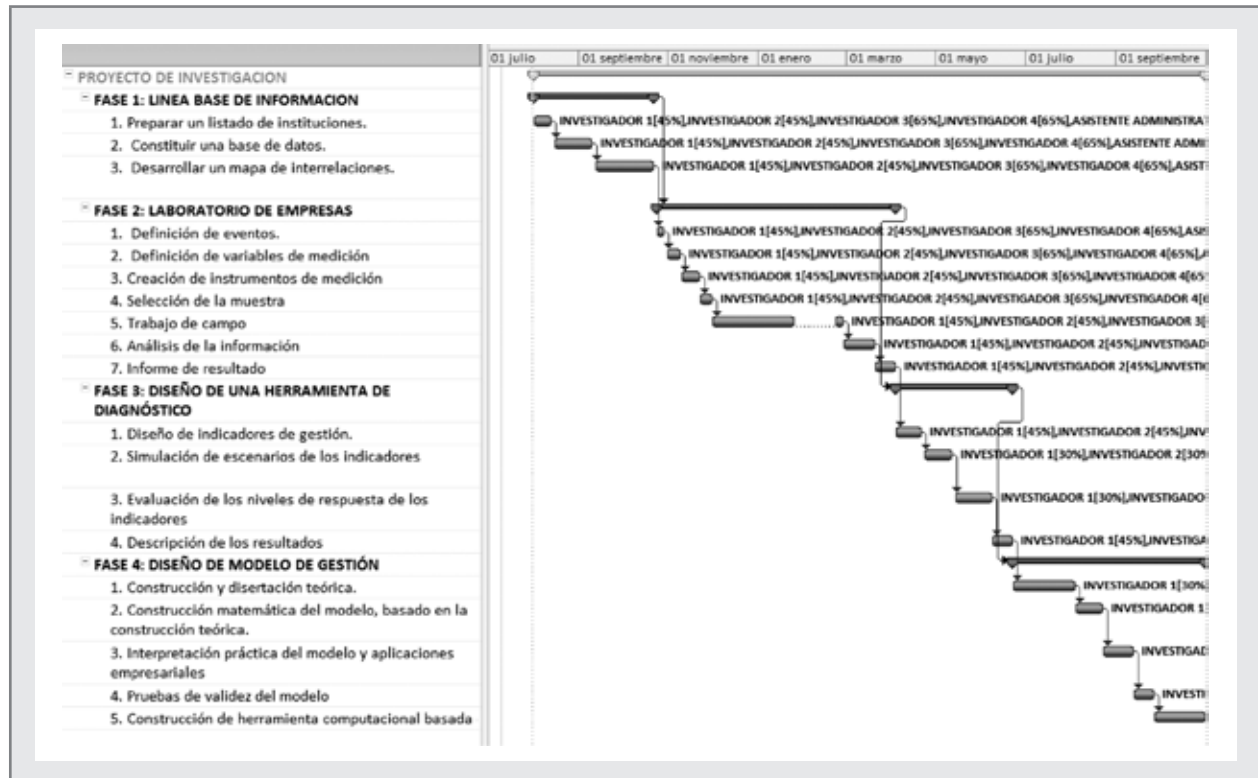 01 julio 01 septiembre 01 noviembre 01 enero 01 marzo 01 mayo 01 julio 01 septiembre
PROYECTO DE INVESTIGACION
FASE 1: LINEA BASE DE INFORMACION
1. Preparar un listado de instituciones. INVESTIGADOR 1[45%],INVESTIGADOR 2[45%],INVESTIGADOR 3[65%],INVESTIGADOR 4[65%],ASISTENTE ADMINISTRA
2. Constituir una base de datos. INVESTIGADOR 1[45%],INVESTIGADOR 2[45%],INVESTIGADOR 3[65%],INVESTIGADOR 4[65%],ASISTENTE ADMI
3. Desarrollar un mapa de interrelaciones. INVESTIGADOR 1[45%],INVESTIGADOR 2[45%],INVESTIGADOR 3[65%],INVESTIGADOR 4[65%],ASIST
FASE 2: LABORATORIO DE EMPRESAS
1. Definición de eventos. INVESTIGADOR 1[45%],INVESTIGADOR 2[45%],INVESTIGADOR 3[65%],INVESTIGADOR 4[65%],ASIS
2. Definición de variables de medición INVESTIGADOR 1[45%],INVESTIGADOR 2[45%],INVESTIGADOR 3[65%],INVESTIGADOR 4[65%],
3. Creación de instrumentos de medición INVESTIGADOR 1[45%],INVESTIGADOR 2[45%],INVESTIGADOR 3[65%],INVESTIGADOR 4[65
4. Selección de la muestra INVESTIGADOR 1[45%],INVESTIGADOR 2[45%],INVESTIGADOR 3[65%],INVESTIGADOR 4[6
5. Trabajo de campo INVESTIGADOR 1[45%],INVESTIGADOR 2[45%],INVESTIGADOR 3[
6. Análisis de la información INVESTIGADOR 1[45%],INVESTIGADOR 2[45%],INVESTIGAD
7. Informe de resultado INVESTIGADOR 1[45%],INVESTIGADOR 2[45%],INVESTI
FASE 3: DISEÑO DE UNA HERRAMIENTA DE
DIAGNÓSTICO
1. Diseño de indicadores de gestión. INVESTIGADOR 1[45%],INVESTIGADOR 2[45%],INV
2. Simulación de escenarios de los indicadores INVESTIGADOR 1[30%],INVESTIGADOR 2[30%
3. Evaluación de los niveles de respuesta de los INVESTIGADOR 1[30%],INVESTIGADO
indicadores
4. Descripción de los resultados INVESTIGADOR 1[45%],INVESTIGA
FASE 4: DISEÑO DE MODELO DE GESTIÓN
1. Construcción y disertación teórica. INVESTIGADOR 1[30%
2. Construcción matemática del modelo, basado en la INVESTIGADOR 1
construcción teórica.
3. Interpretación práctica del modelo y aplicaciones INVESTIGAD
empresariales
4. Pruebas de validez del modelo INVESTI
5. Construcción de herramienta computacional basada